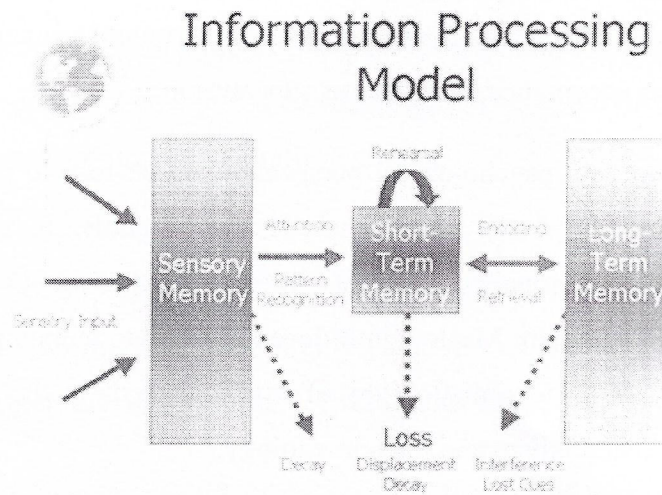 Information Processing
Model
Rehearsal
Attention
Pattern
Recognition
Sensory Input
Sensory
Memory
Short-
Term
Memory
Encoding
Retrieval
Long-
Term
Memory
Loss
Decay
Displacement
Decay
Interference
Lost Cues